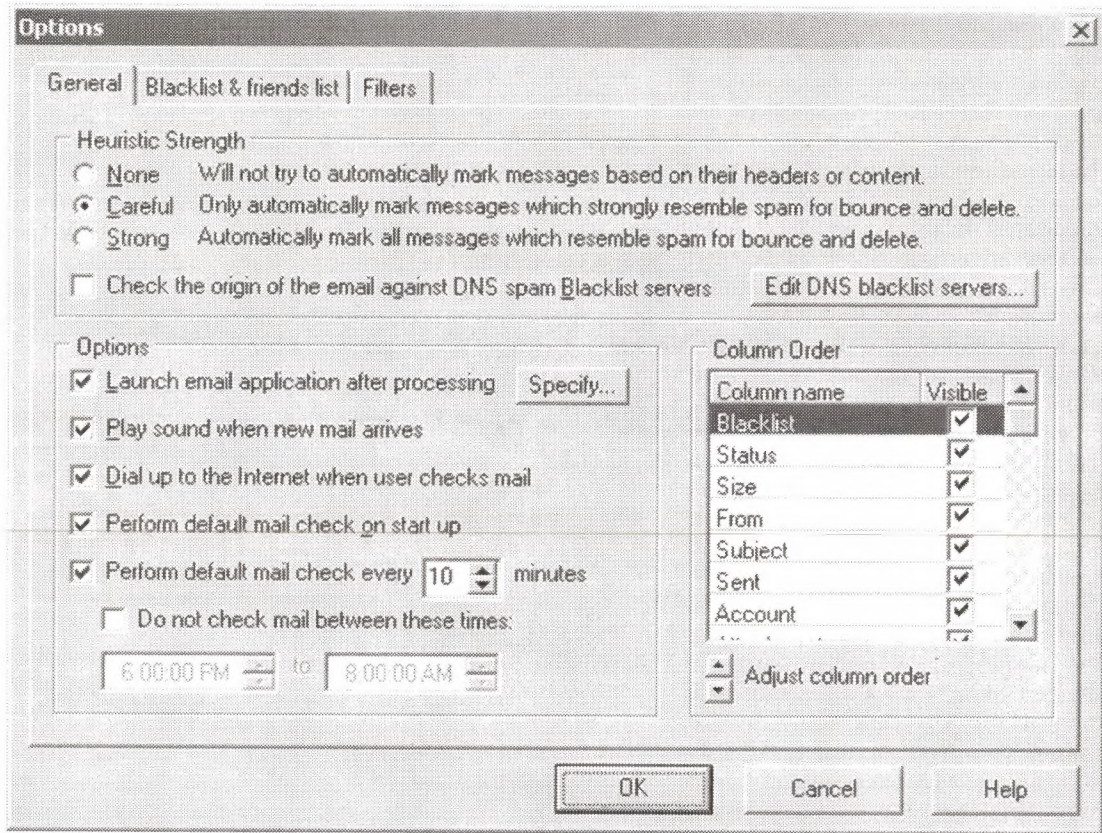 Options
General Blacklist & friends list Filters
Heuristic Strength
None Will not try to automatically mark messages based on their headers or content.
Careful Only automatically mark messages which strongly resemble spam for bounce and delete.
Strong Automatically mark all messages which resemble spam for bounce and delete.
Check the origin of the email against DNS spam Blacklist servers Edit DNS blacklist servers...
Options
Launch email application after processing Specify...
Play sound when new mail arrives
Dial up to the Internet when user checks mail
Perform default mail check on start up
Perform default mail check every 10 minutes
Do not check mail between these times:
6:00:00 PM to 8:00:00 AM
Column Order
Column name Visible
Blacklist
Status
Size
From
Subject
Sent
Account
Adjust column order
OK Cancel Help